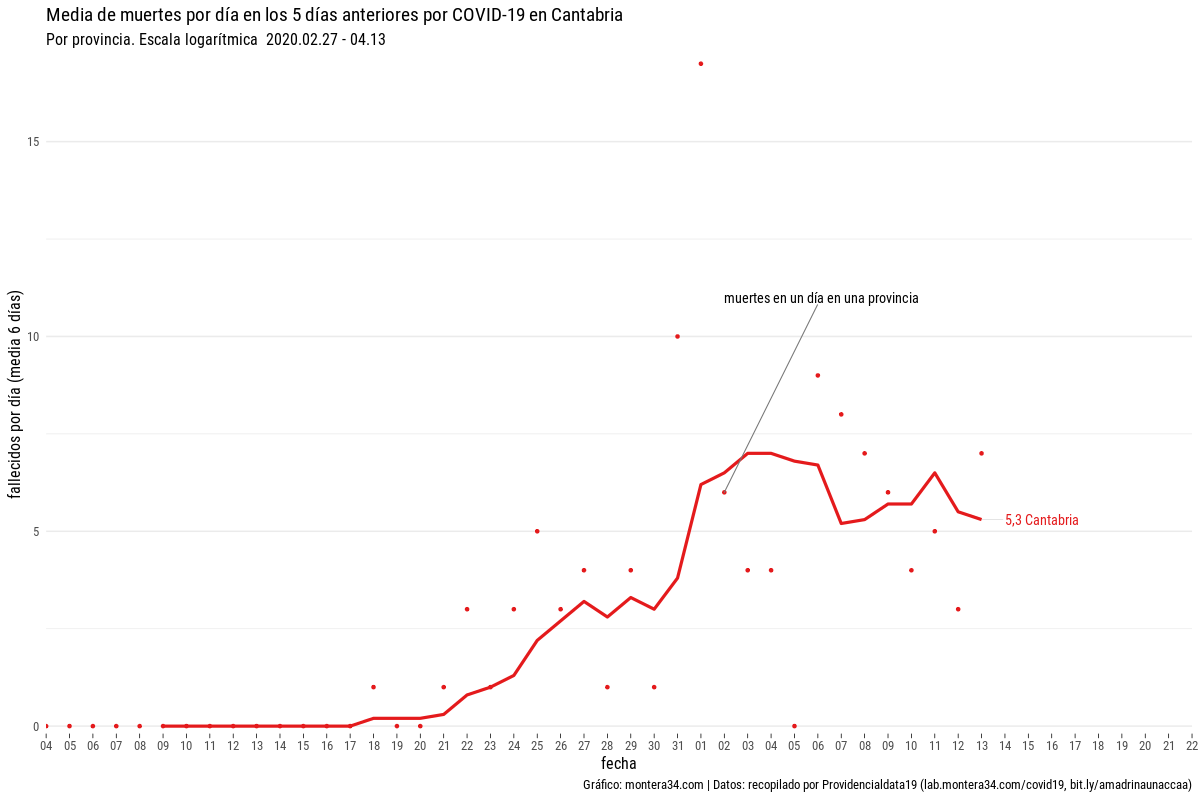 Media de muertes por día en los 5 días anteriores por COVID-19 en Cantabria
Por provincia. Escala logarítmica 2020.02.27 - 04.13
fallecidos por día (media 6 días)
15
10
5
0
muertes en un día en una provincia
5,3 Cantabria
04 05 06 07 08 09 10 11 12 13 14 15 16 17 18 19 20 21 22 23 24 25 26 27 28 29 30 31 01 02 03 04 05 06 07 08 09 10 11 12 13 14 15 16 17 18 19 20 21 22
fecha
Gráfico: montera34.com | Datos: recopilado por Providencialdata19 (lab.montera34.com/covid19, bit.ly/amadrinaunaccaa)